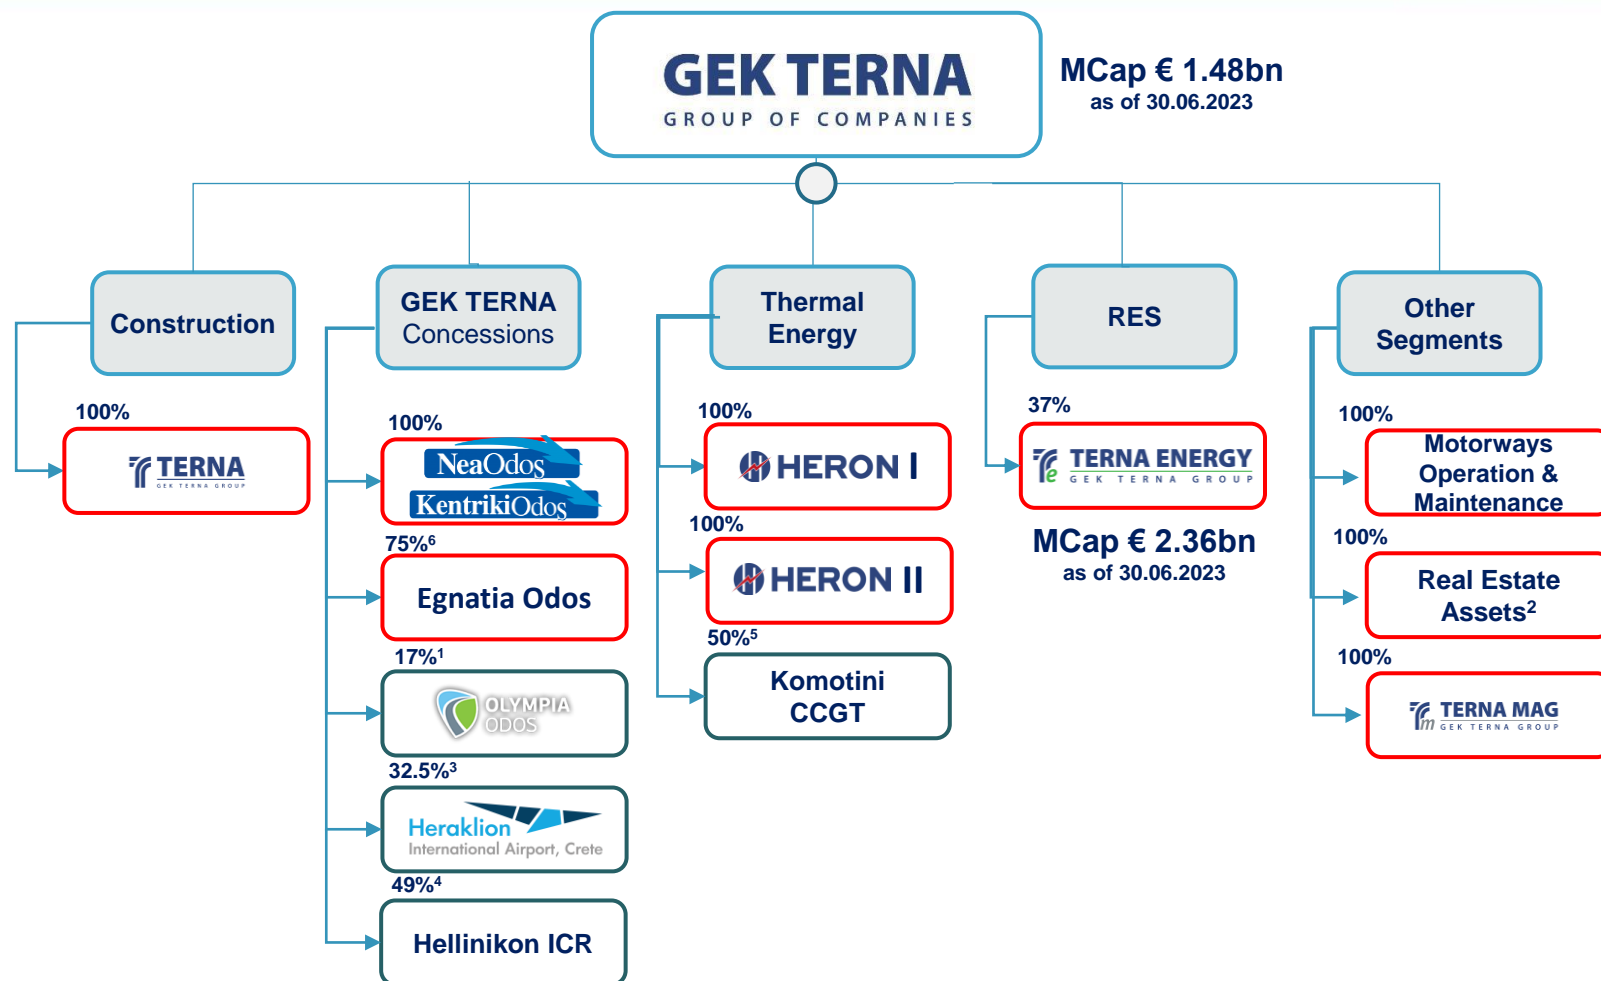 GEK TERNA
GROUP OF COMPANIES
MCap € 1.48bn
as of 30.06.2023
Construction
100%
TERNA
GEK TERNA GROUP
GEK TERNA
Concessions
100%
NeaOdos
KentrikiOdos
75%⁶
Egnatia Odos
17%¹
OLYMPIA
ODOS
32.5%³
Heraklion
International Airport, Crete
49%⁴
Hellinikon ICR
Thermal
Energy
100%
HERON I
100%
HERON II
50%⁵
Komotini
CCGT
RES
37%
TERNA ENERGY
GEK TERNA GROUP
MCap € 2.36bn
as of 30.06.2023
Other
Segments
100%
Motorways
Operation &
Maintenance
100%
Real Estate
Assets²
100%
TERNA MAG
GEK TERNA GROUP